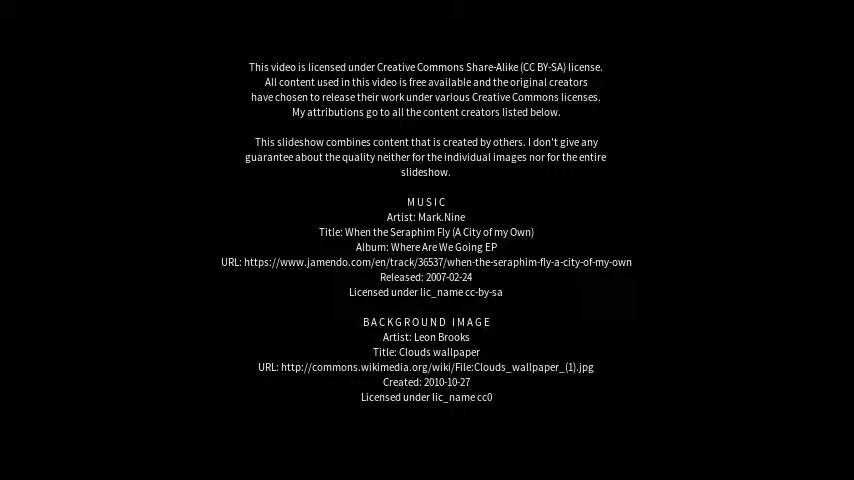 This video is licensed under Creative Commons Share-Alike (CC BY-SA) license.
All content used in this video is free available and the original creators
have chosen to release their work under various Creative Commons licenses.
My attributions go to all the content creators listed below.
This slideshow combines content that is created by others. I don't give any
guarantee about the quality neither for the individual images nor for the entire
slideshow.
M U S I C
Artist: Mark.Nine
Title: When the Seraphim Fly (A City of my Own)
Album: Where Are We Going EP
URL: https://www.jamendo.com/en/track/36537/when-the-seraphim-fly-a-city-of-my-own
Released: 2007-02-24
Licensed under lic_name cc-by-sa
B A C K G R O U N D   I M A G E
Artist: Leon Brooks
Title: Clouds wallpaper
URL: http://commons.wikimedia.org/wiki/File:Clouds_wallpaper_(1).jpg
Created: 2010-10-27
Licensed under lic_name cc0